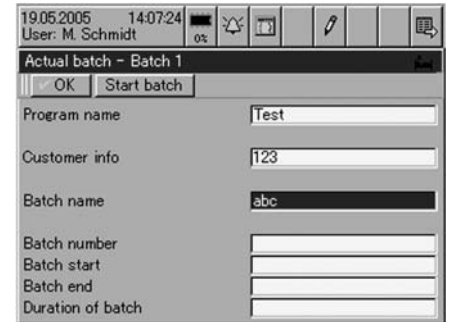 19.05.2005 14:07:24
User: M. Schmidt
0%
Actual batch - Batch 1
OK Start batch
Program name Test
Customer info 123
Batch name abc
Batch number
Batch start
Batch end
Duration of batch